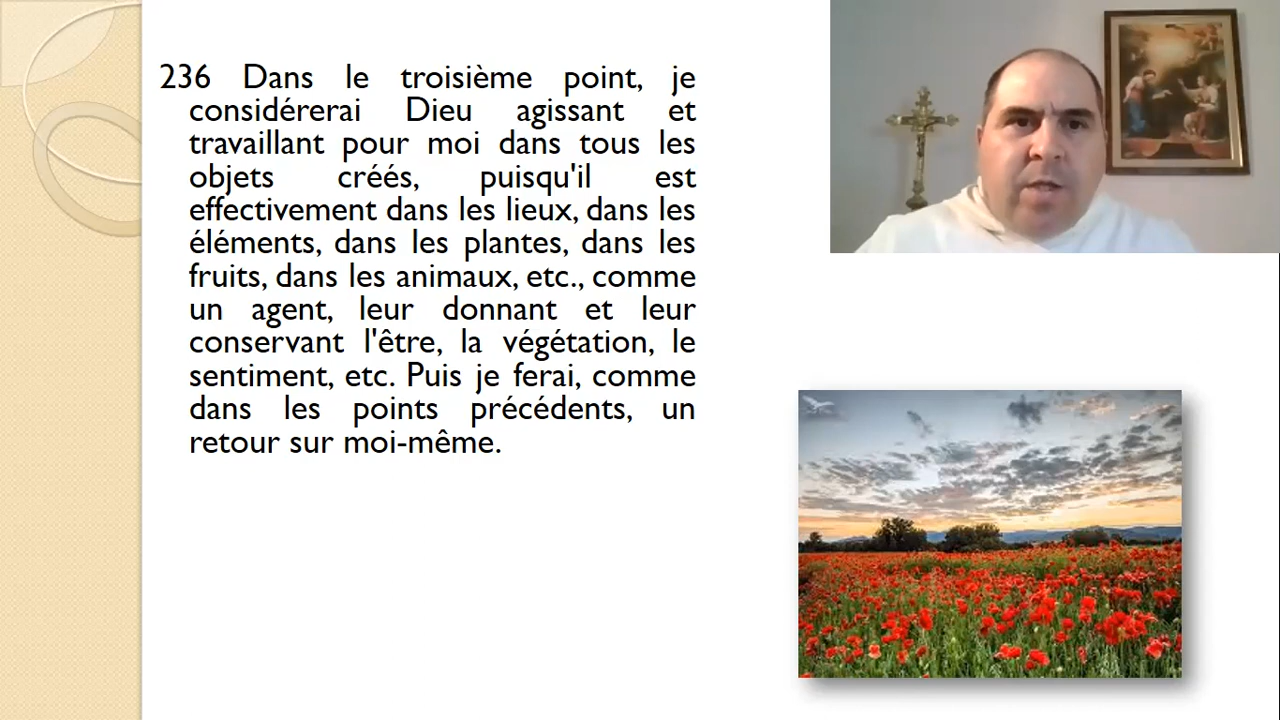 236 Dans le troisième point, je
considérerai Dieu agissant et
travaillant pour moi dans tous les
objets créés, puisqu'il est
effectivement dans les lieux, dans les
éléments, dans les plantes, dans les
fruits, dans les animaux, etc., comme
un agent, leur donnant et leur
conservant l'être, la végétation, le
sentiment, etc. Puis je ferai, comme
dans les points précédents, un
retour sur moi-même.